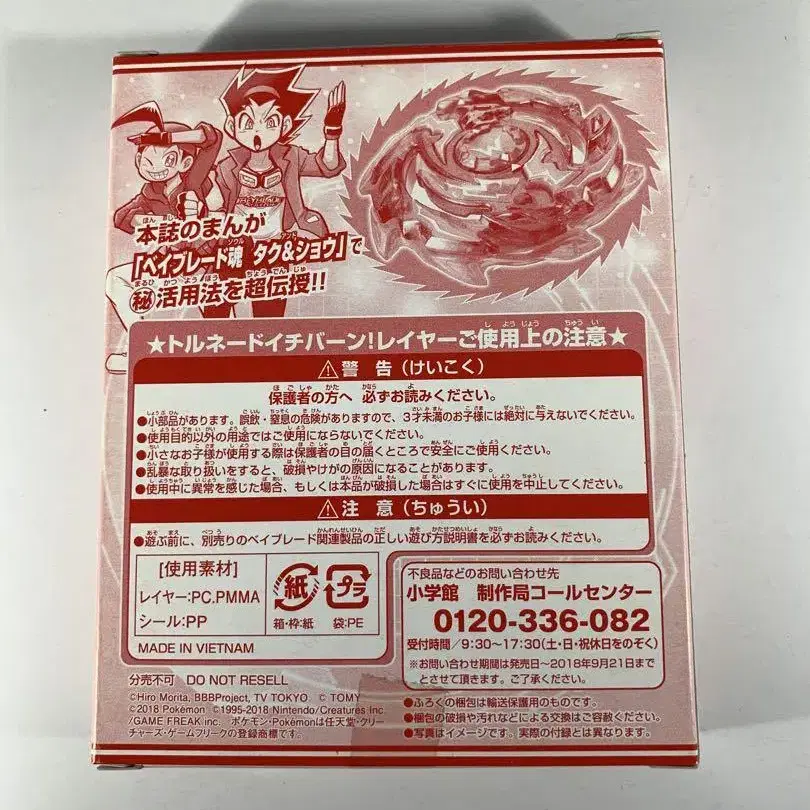 本誌のまんが
「ベイブレード魂 タク&ショウ」で
㊙活用法を超伝授!!
★トルネードイチバーン!レイヤーご使用上の注意★
⚠警 告(けいこく)
保護者の方へ 必ずお読みください。
●小部品があります。誤飲・窒息の危険がありますので、3才未満のお子様には絶対に与えないでください。
●使用目的以外の用途ではご使用にならないでください。
●小さなお子様が使用する際は保護者の目の届くところで安全にご使用ください。
●乱暴な取り扱いをすると、破損やけがの原因になることがあります。
●使用中に異常を感じた場合、もしくは本品が破損した場合はすぐに使用を中止してください。
⚠注 意(ちゅうい)
●遊ぶ前に、別売りのベイブレード関連製品の正しい遊び方説明書を必ずお読みください。
[使用素材]
レイヤー:PC.PMMA
シール:PP
MADE IN VIETNAM
紙
箱・枠:紙
プラ
袋:PE
不良品などのお問い合わせ先
小学館 制作局コールセンター
0120-336-082
受付時間/9:30~17:30(土・日・祝休日をのぞく)
※お問い合わせ期間は発売日~2018年9月21日まで
とさせて頂きます。ご了承ください。
分売不可 DO NOT RESELL
©Hiro Morita, BBBProject, TV TOKYO © TOMY
©2018 Pokémon ©1995-2018 Nintendo/Creatures Inc.
/GAME FREAK inc. ポケモン・Pokémonは任天堂・クリー
チャーズ・ゲームフリークの登録商標です。
●ふろくの梱包は輸送保護用のものです。
●梱包の破損や汚れなどによる交換はご容赦ください。
●写真はイメージです。実際の付録とは異なります。